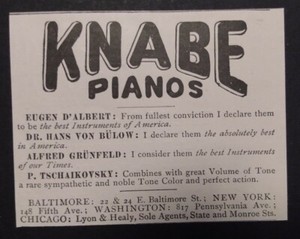 KNABE
PIANOS
EUGEN D'ALBERT: From fullest conviction I declare them
to be the best Instruments of America.
DR. HANS VON BÜLOW: I declare them the absolutely best
in America.
ALFRED GRÜNFELD: I consider them the best Instruments
of our Times.
P. TSCHAIKOVSKY: Combines with great Volume of Tone
a rare sympathetic and noble Tone Color and perfect action.
BALTIMORE: 22 & 24 E. Baltimore St.; NEW YORK:
148 Fifth Ave.; WASHINGTON: 817 Pennsylvania Ave.;
CHICAGO: Lyon & Healy, Sole Agents, State and Monroe Sts.